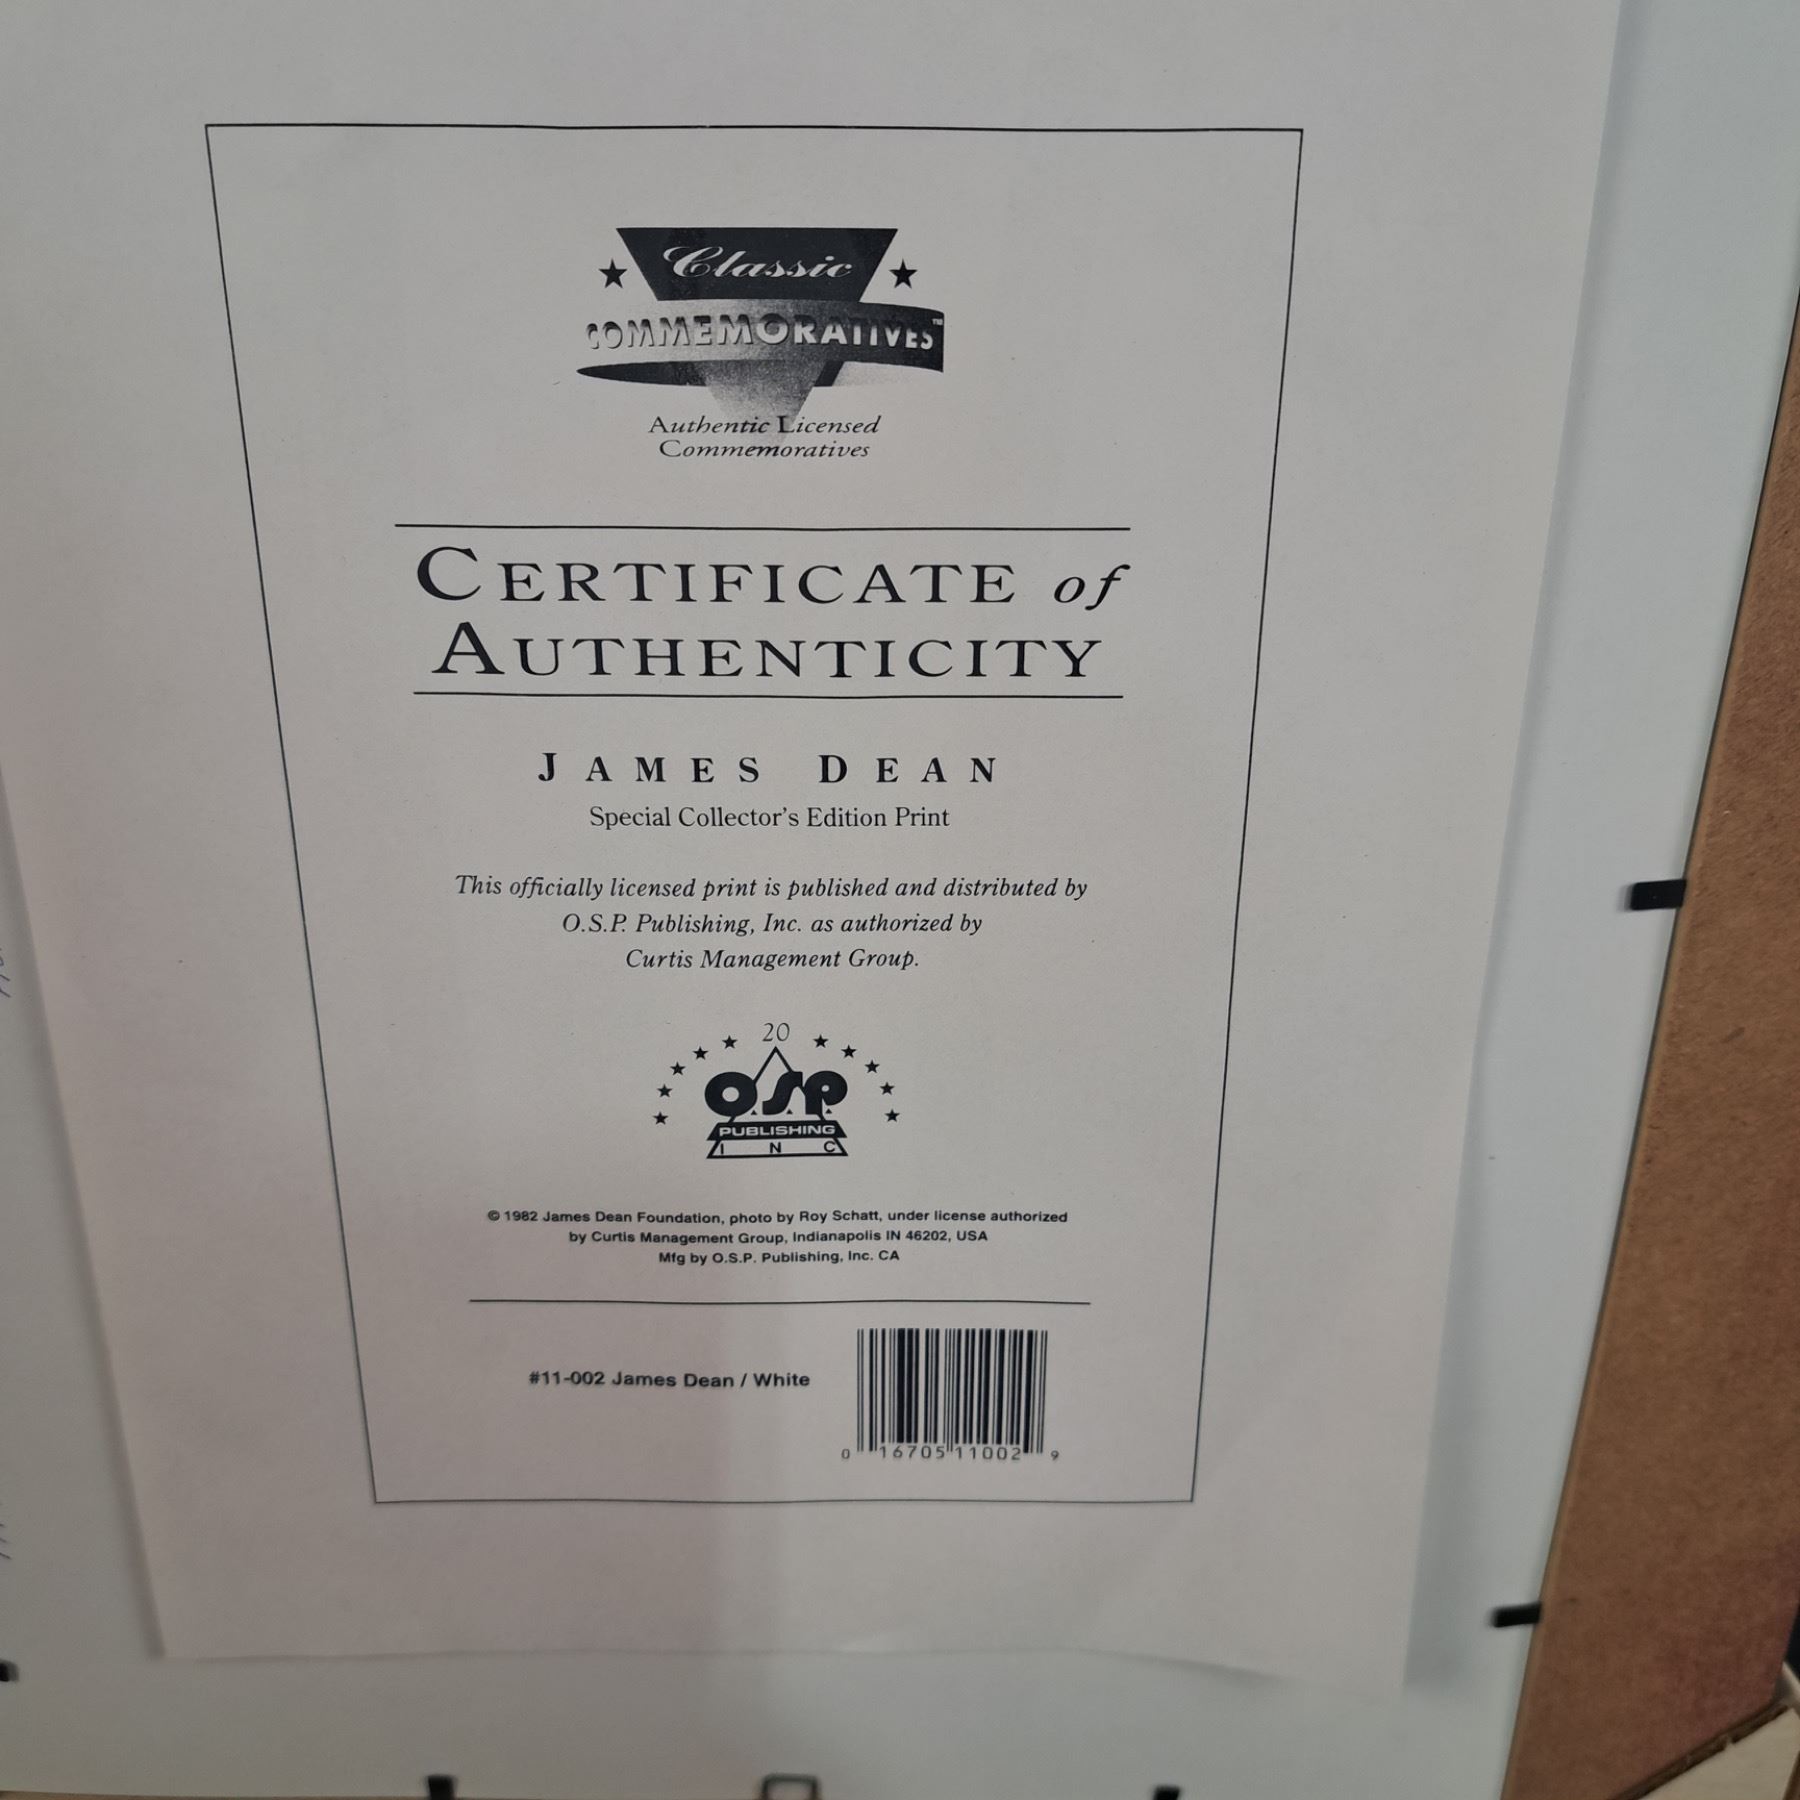 Classic
COMMEMORATIVES™
Authentic Licensed
Commemoratives
CERTIFICATE of
AUTHENTICITY
JAMES DEAN
Special Collector's Edition Print
This officially licensed print is published and distributed by
O.S.P. Publishing, Inc. as authorized by
Curtis Management Group.
20
O.S.P.
PUBLISHING
INC
© 1982 James Dean Foundation, photo by Roy Schatt, under license authorized
by Curtis Management Group, Indianapolis IN 46202, USA
Mfg by O.S.P. Publishing, Inc. CA
#11-002 James Dean / White
0 16705 11002 9